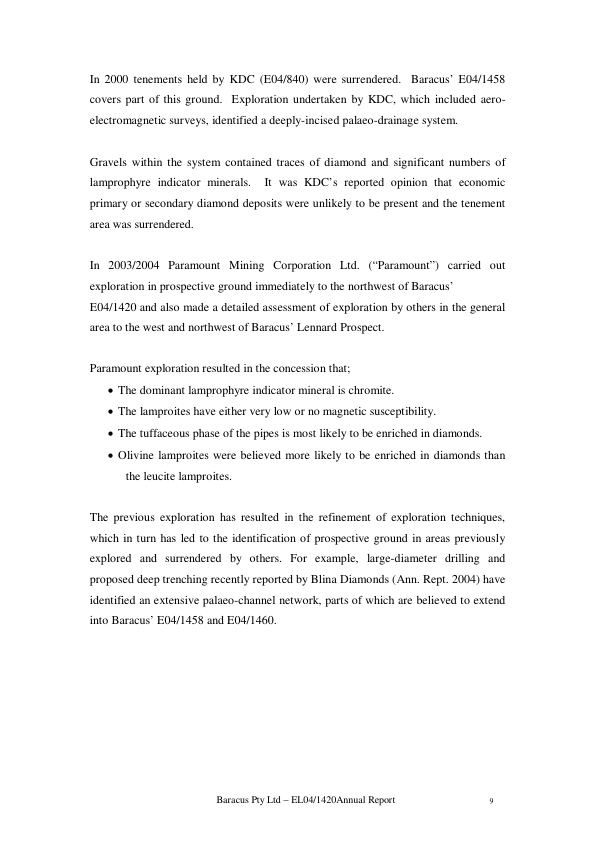 In 2000 tenements held by KDC (E04/840) were surrendered. Baracus' E04/1458
covers part of this ground. Exploration undertaken by KDC, which included aero-
electromagnetic surveys, identified a deeply-incised palaeo-drainage system.
Gravels within the system contained traces of diamond and significant numbers of
lamprophyre indicator minerals. It was KDC's reported opinion that economic
primary or secondary diamond deposits were unlikely to be present and the tenement
area was surrendered.
In 2003/2004 Paramount Mining Corporation Ltd. (“Paramount”) carried out
exploration in prospective ground immediately to the northwest of Baracus'
E04/1420 and also made a detailed assessment of exploration by others in the general
area to the west and northwest of Baracus' Lennard Prospect.
Paramount exploration resulted in the concession that;
• The dominant lamprophyre indicator mineral is chromite.
• The lamproites have either very low or no magnetic susceptibility.
• The tuffaceous phase of the pipes is most likely to be enriched in diamonds.
• Olivine lamproites were believed more likely to be enriched in diamonds than
the leucite lamproites.
The previous exploration has resulted in the refinement of exploration techniques,
which in turn has led to the identification of prospective ground in areas previously
explored and surrendered by others. For example, large-diameter drilling and
proposed deep trenching recently reported by Blina Diamonds (Ann. Rept. 2004) have
identified an extensive palaeo-channel network, parts of which are believed to extend
into Baracus' E04/1458 and E04/1460.
Baracus Pty Ltd – EL04/1420Annual Report 9